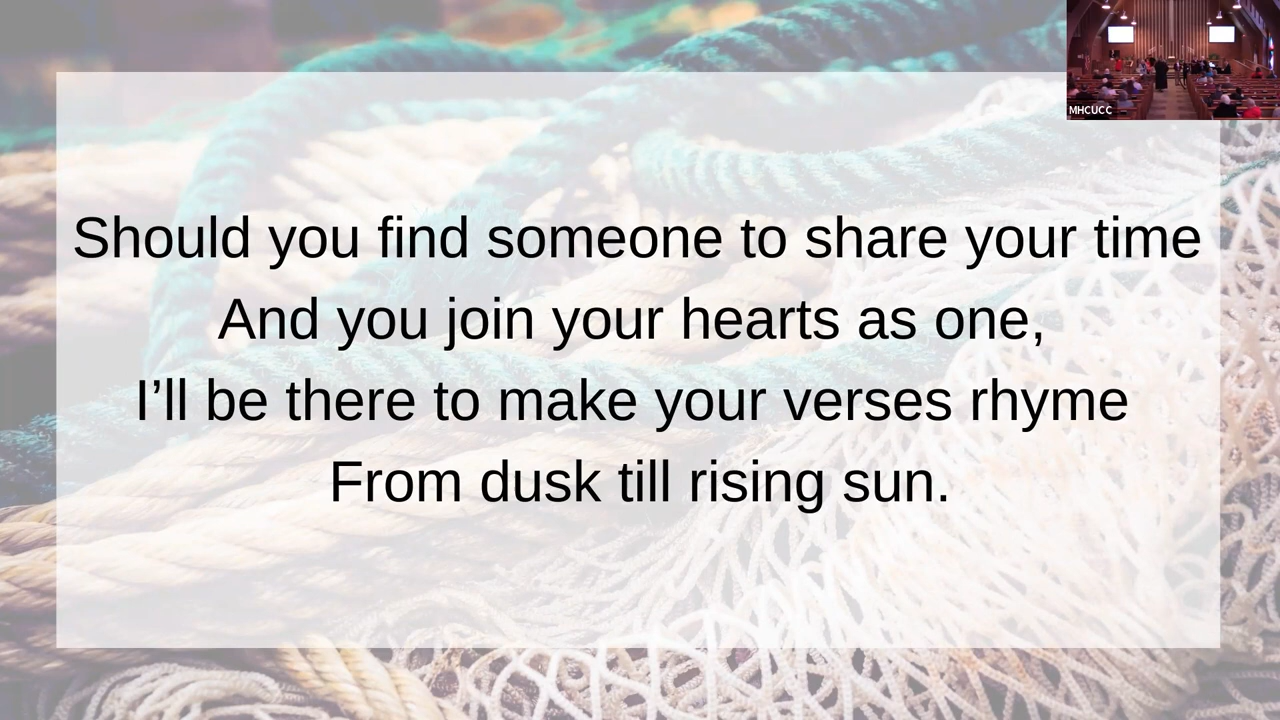 MHCUCC
Should you find someone to share your time
And you join your hearts as one,
I’ll be there to make your verses rhyme
From dusk till rising sun.